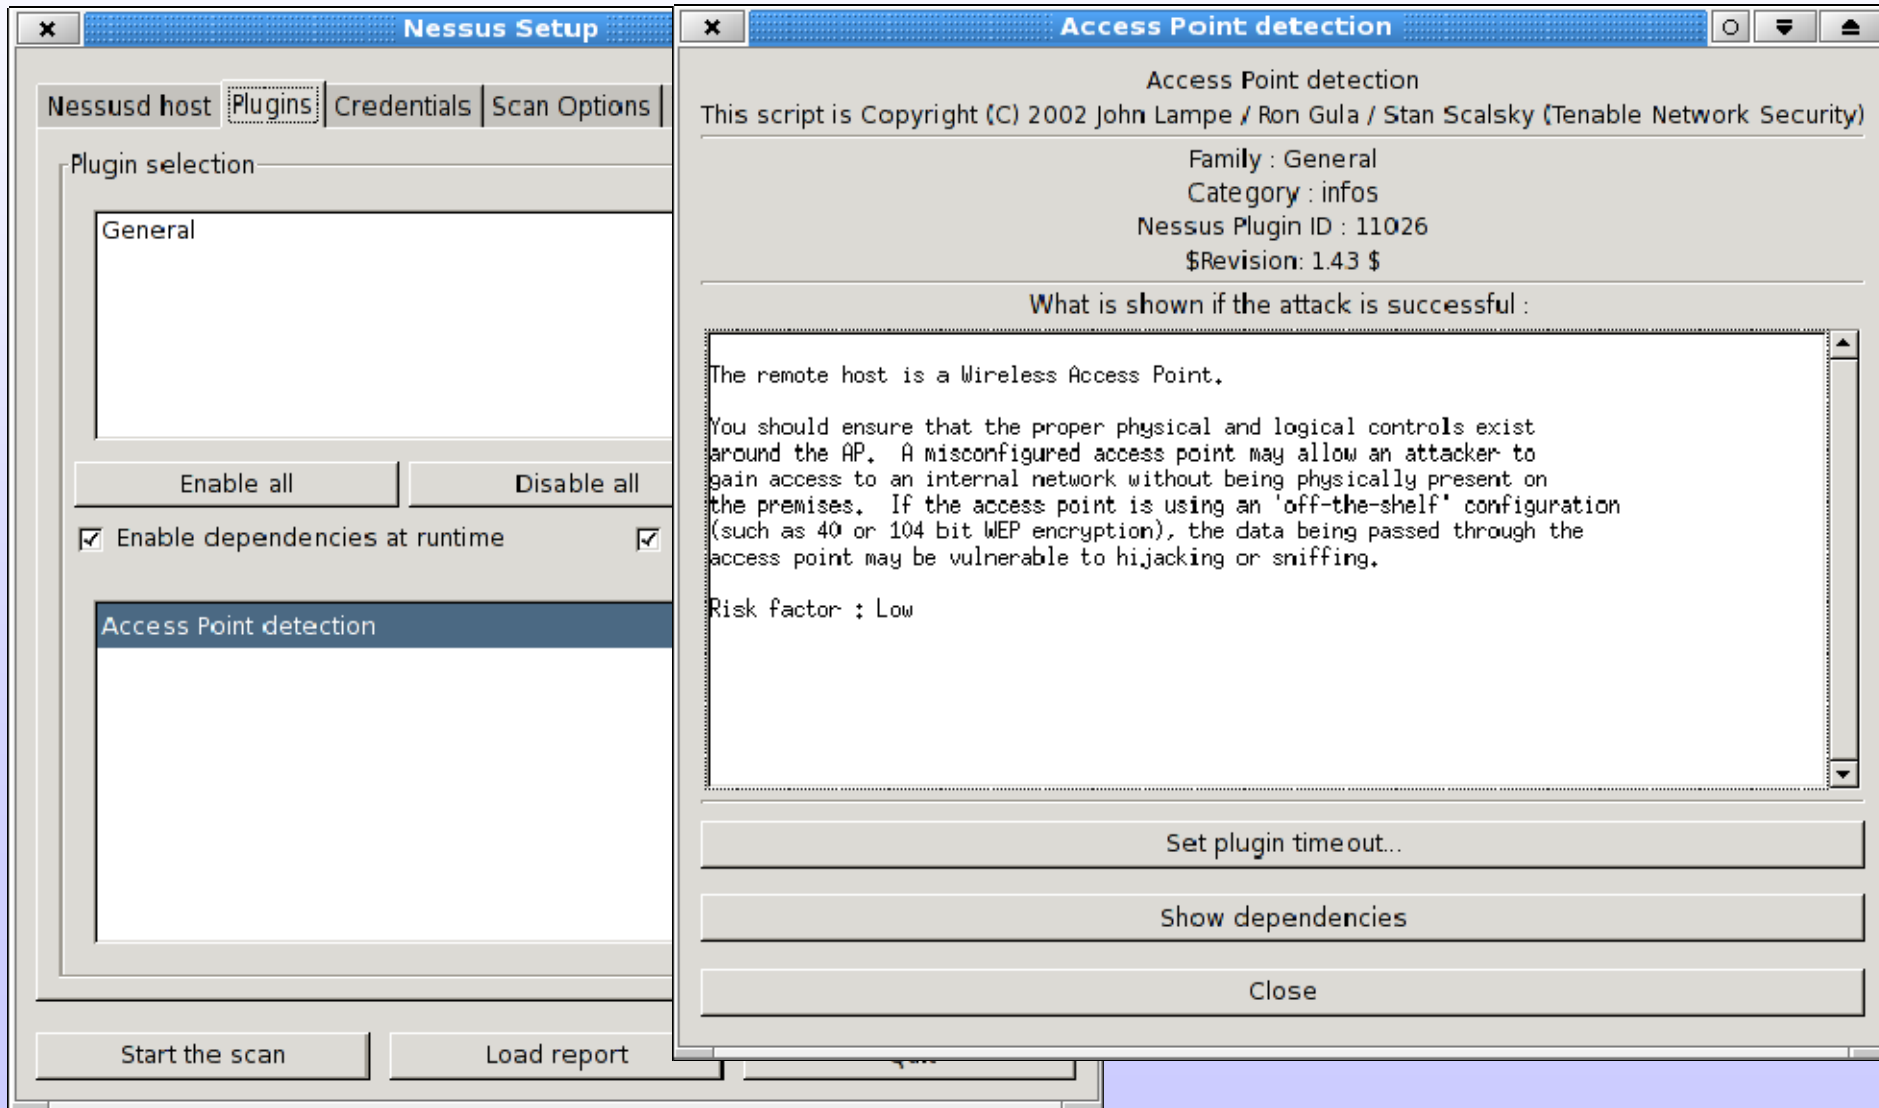 Nessus Setup
Nessusd host Plugins Credentials Scan Options
Plugin selection
General
Enable all Disable all
Enable dependencies at runtime
Access Point detection
Start the scan Load report
Access Point detection
Access Point detection
This script is Copyright (C) 2002 John Lampe / Ron Gula / Stan Scalsky (Tenable Network Security)
Family : General
Category : infos
Nessus Plugin ID : 11026
$Revision: 1.43 $
What is shown if the attack is successful :
The remote host is a Wireless Access Point.
You should ensure that the proper physical and logical controls exist
around the AP.  A misconfigured access point may allow an attacker to
gain access to an internal network without being physically present on
the premises.  If the access point is using an 'off-the-shelf' configuration
(such as 40 or 104 bit WEP encryption), the data being passed through the
access point may be vulnerable to hijacking or sniffing.
Risk factor : Low
Set plugin timeout...
Show dependencies
Close